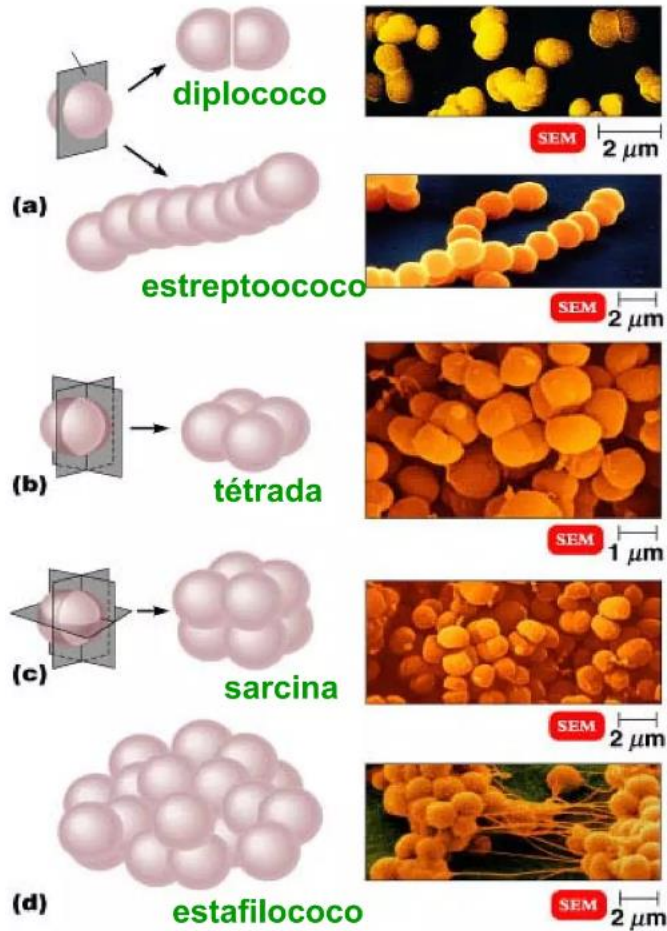 diplococo
SEM 2 μm
(a)
estreptoococo
SEM 2 μm
(b)
tétrada
SEM 1 μm
(c)
sarcina
SEM 2 μm
(d)
estafilococo
SEM 2 μm